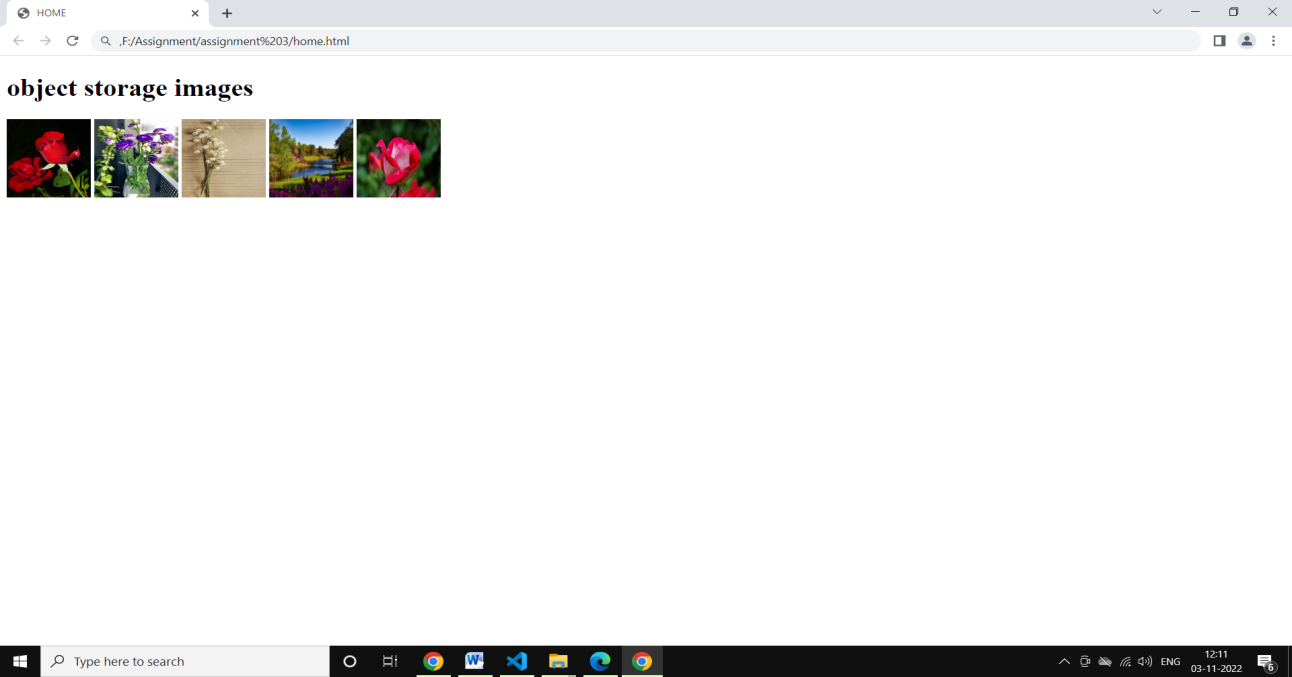 HOME
,F:/Assignment/assignment%203/home.html
object storage images
Type here to search
ENG
12:11
03-11-2022
6